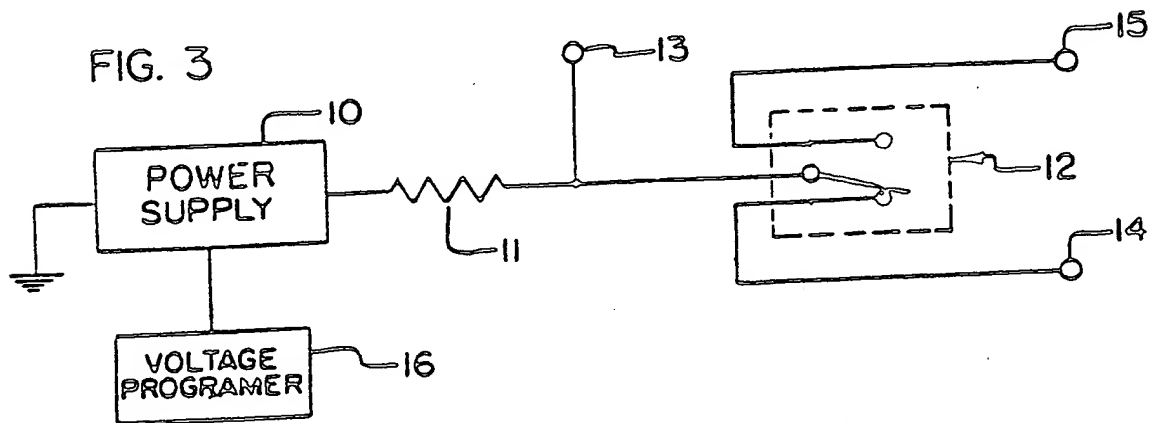 FIG. 3
10
13
15
POWER
SUPPLY
12
11
14
VOLTAGE
PROGRAMER
16